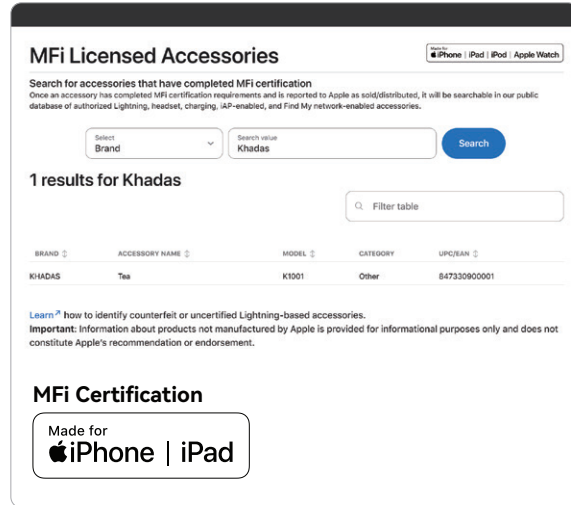 MFi Licensed Accessories
Made for
iPhone | iPad | iPod | Apple Watch
Search for accessories that have completed MFi certification
Once an accessory has completed MFi certification requirements and is reported to Apple as sold/distributed, it will be searchable in our public
database of authorized Lightning, headset, charging, iAP-enabled, and Find My network-enabled accessories.
Select
Brand
Search value
Khadas
Search
1 results for Khadas
Filter table
BRAND ACCESSORY NAME MODEL CATEGORY UPC/EAN
KHADAS Tea K1001 Other 847330900001
Learn↗ how to identify counterfeit or uncertified Lightning-based accessories.
Important: Information about products not manufactured by Apple is provided for informational purposes only and does not
constitute Apple's recommendation or endorsement.
MFi Certification
Made for
iPhone | iPad